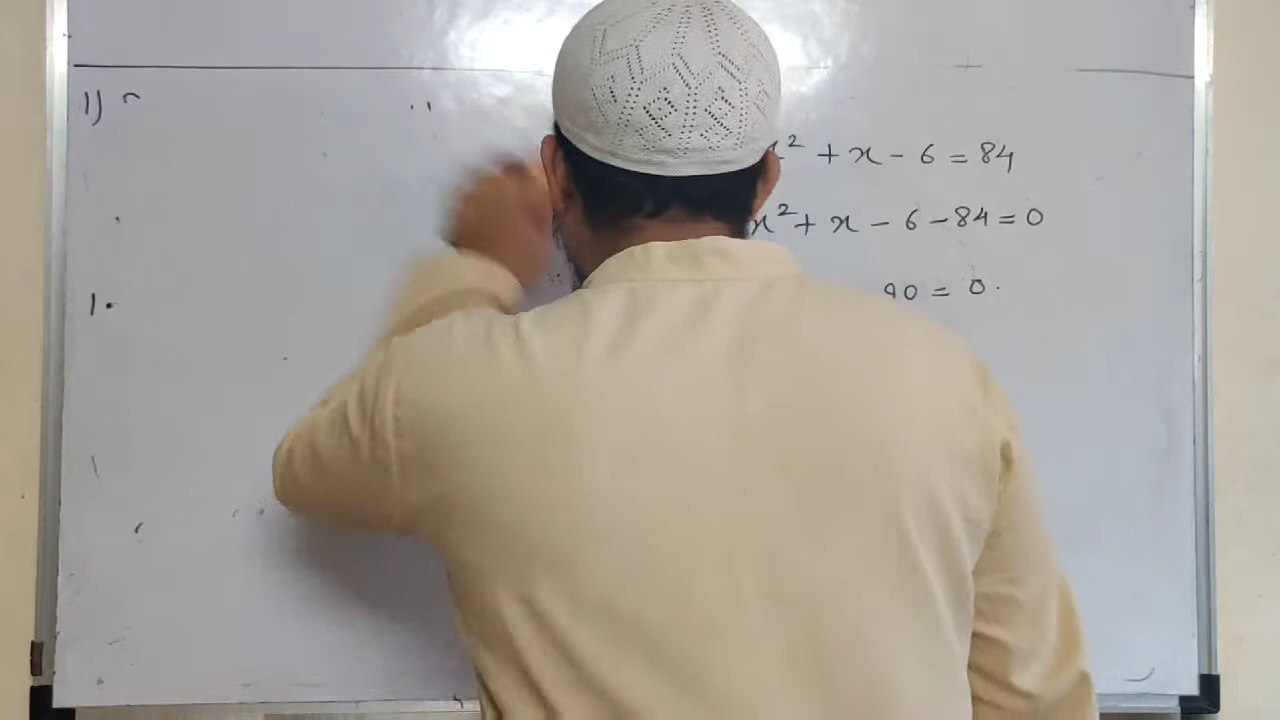 1)
x² + x - 6 = 84
x² + x - 6 - 84 = 0
90 = 0.